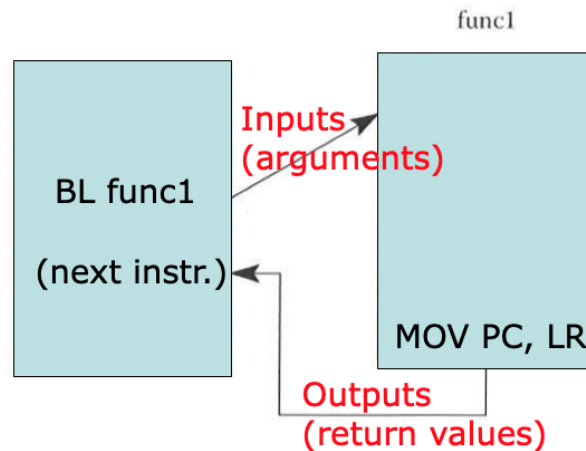 func1
Inputs
(arguments)
BL func1
(next instr.)
MOV PC, LR
Outputs
(return values)